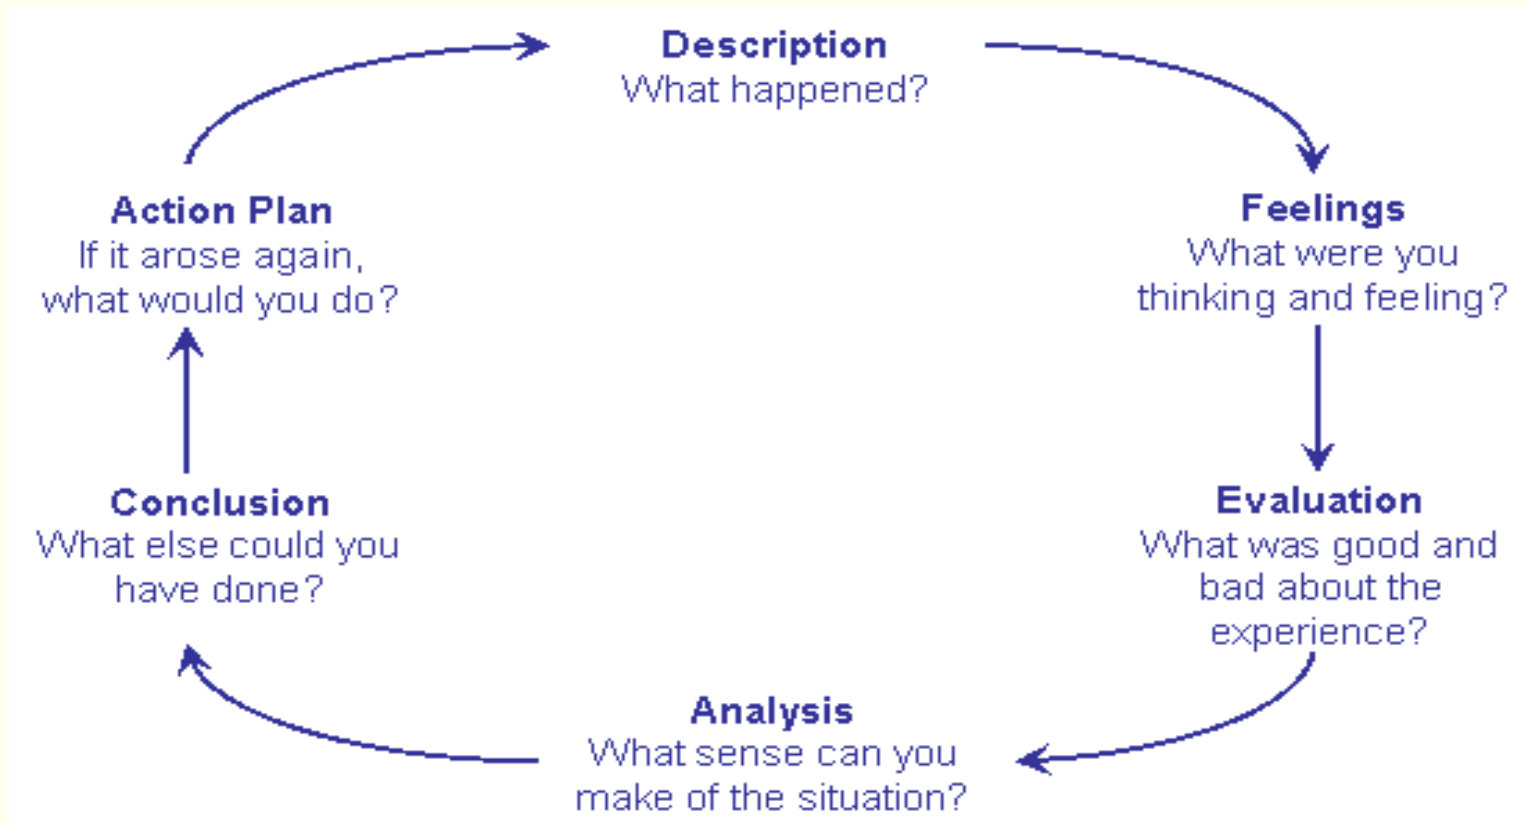 Description
What happened?
Feelings
What were you
thinking and feeling?
Evaluation
What was good and
bad about the
experience?
Analysis
What sense can you
make of the situation?
Conclusion
What else could you
have done?
Action Plan
If it arose again,
what would you do?